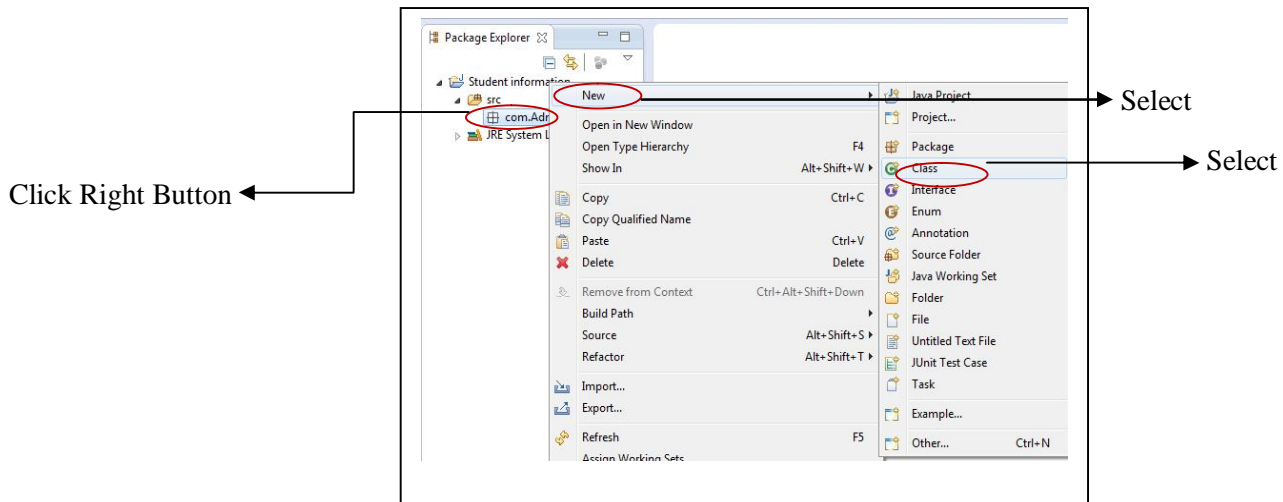 Package Explorer
Student information
src
com.Adr
JRE System L
New
Open in New Window
Open Type Hierarchy F4
Show In Alt+Shift+W
Copy Ctrl+C
Copy Qualified Name
Paste Ctrl+V
Delete Delete
Remove from Context Ctrl+Alt+Shift+Down
Build Path
Source Alt+Shift+S
Refactor Alt+Shift+T
Import...
Export...
Refresh F5
Assign Working Sets
Java Project
Project...
Package
Class
Interface
Enum
Annotation
Source Folder
Java Working Set
Folder
File
Untitled Text File
JUnit Test Case
Task
Example...
Other... Ctrl+N
Select
Select
Click Right Button